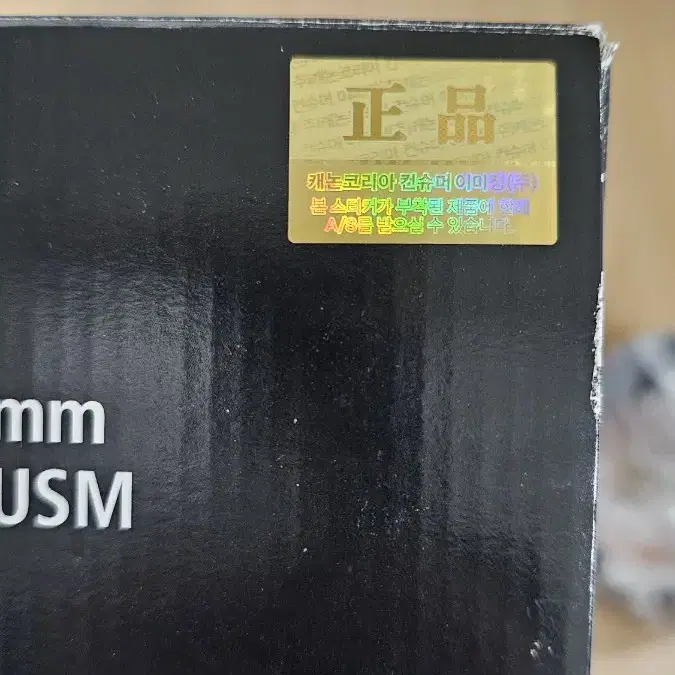 正品
캐논코리아 컨슈머 이미징(주)
본 스티커가 부착된 제품에 한해
A/S를 받으실 수 있습니다.
mm
USM